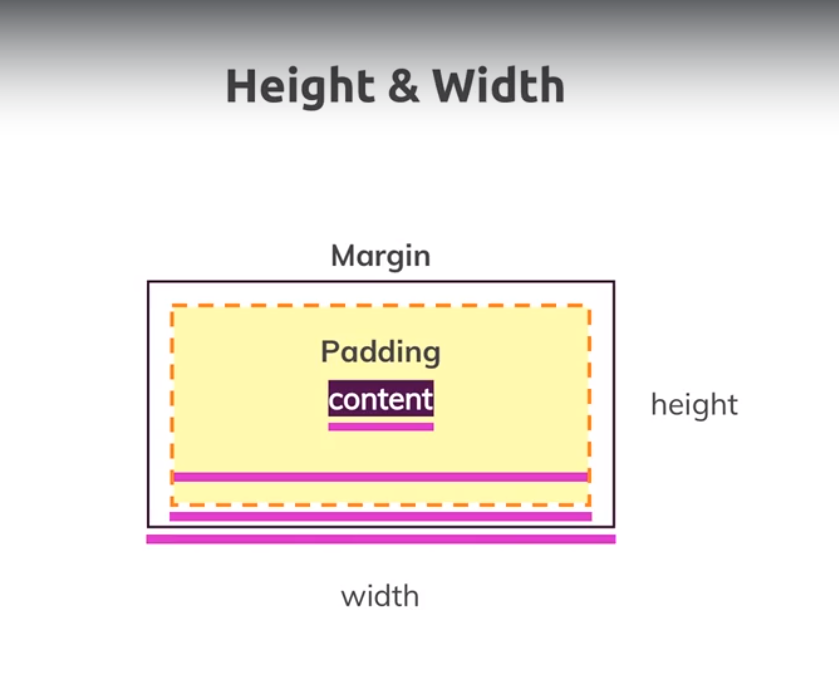 Height & Width
Margin
Padding
content
height
width